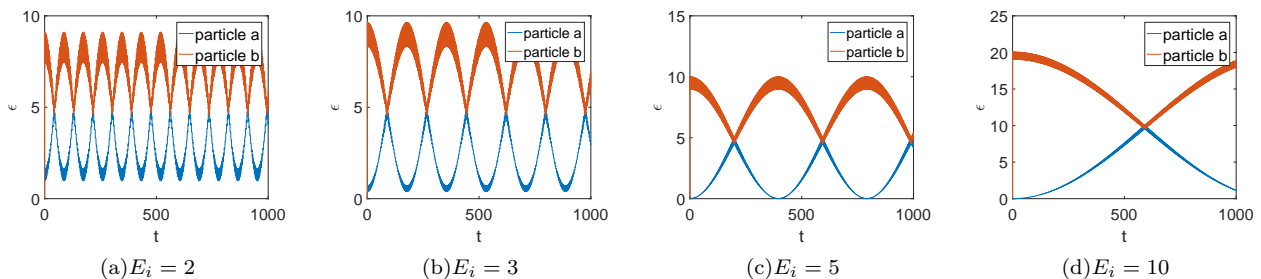 10
5
0
ϵ
0
500
1000
t
particle a
particle b
(a)E_i = 2
10
5
0
ϵ
0
500
1000
t
particle a
particle b
(b)E_i = 3
15
10
5
0
ϵ
0
500
1000
t
particle a
particle b
(c)E_i = 5
25
20
15
10
5
0
ϵ
0
500
1000
t
particle a
particle b
(d)E_i = 10